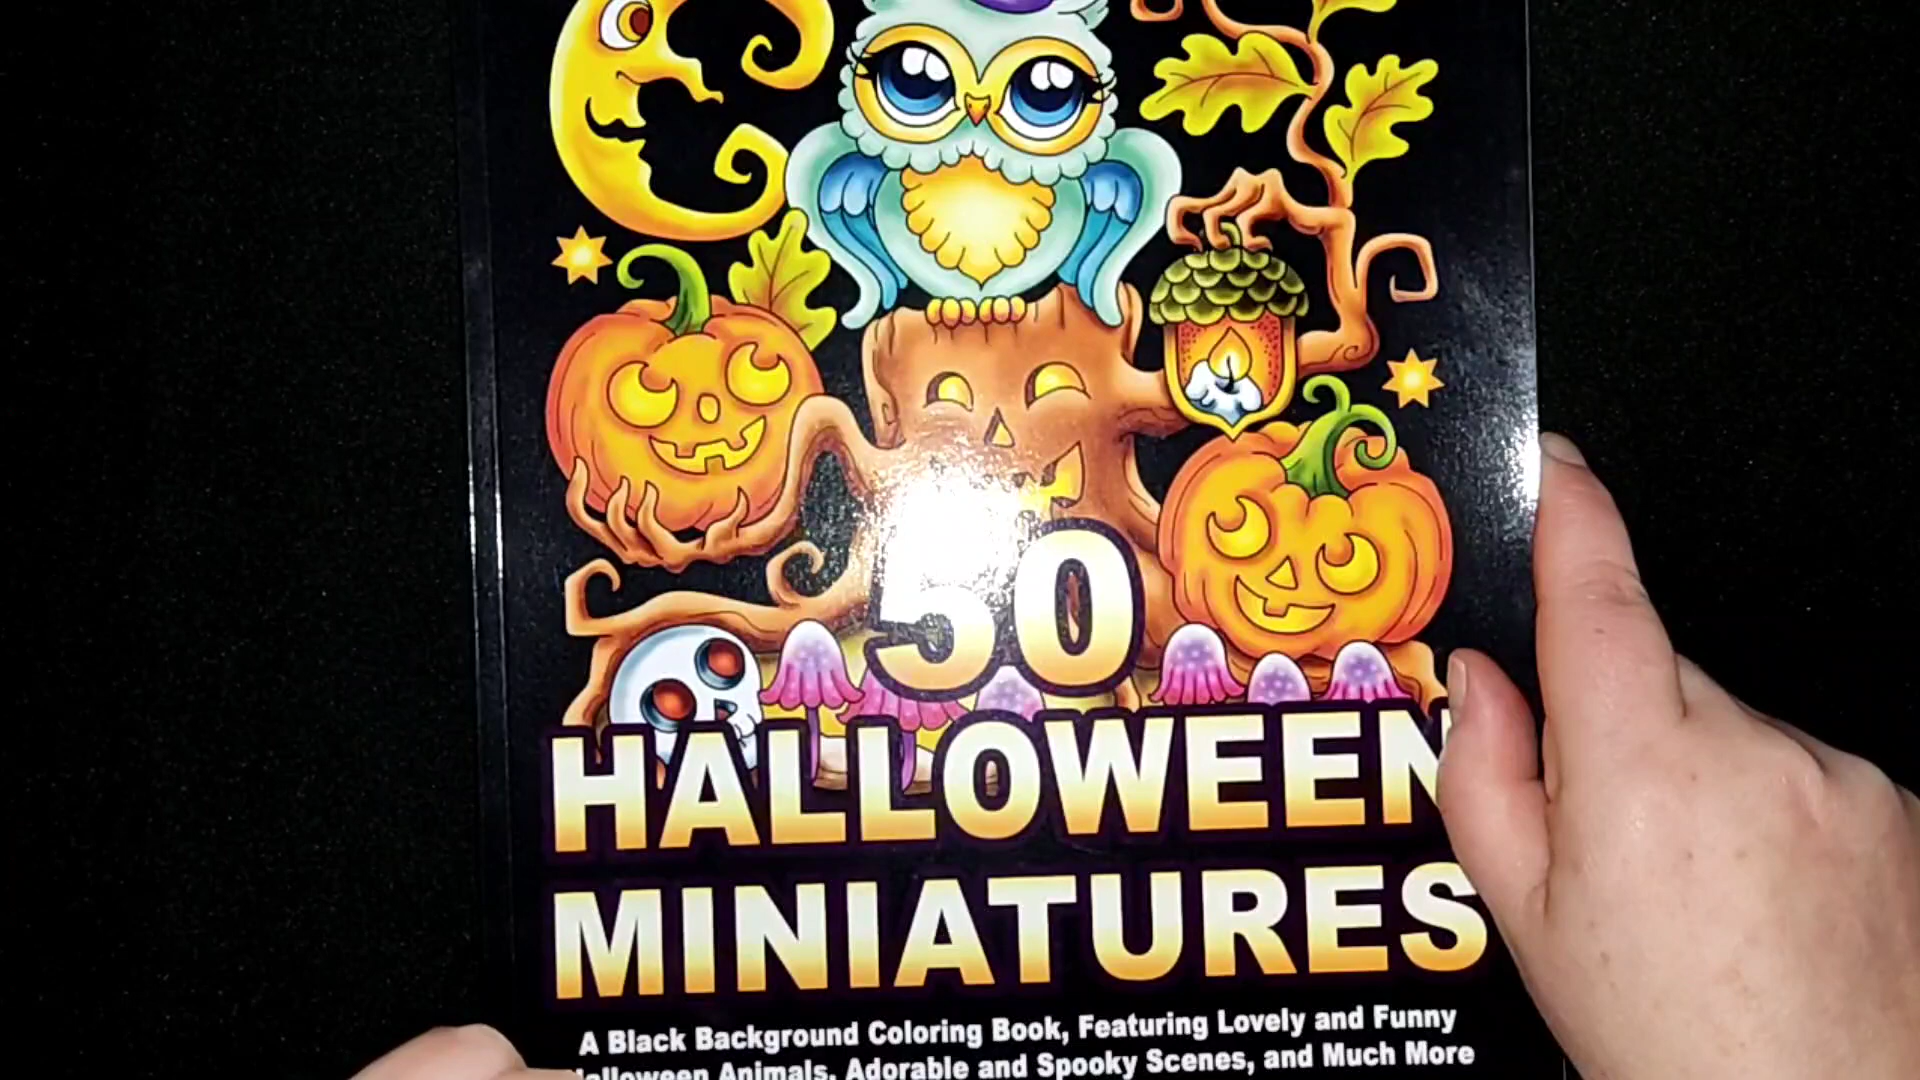 50
HALLOWEEN
MINIATURES
A Black Background Coloring Book, Featuring Lovely and Funny
Halloween Animals, Adorable and Spooky Scenes, and Much More